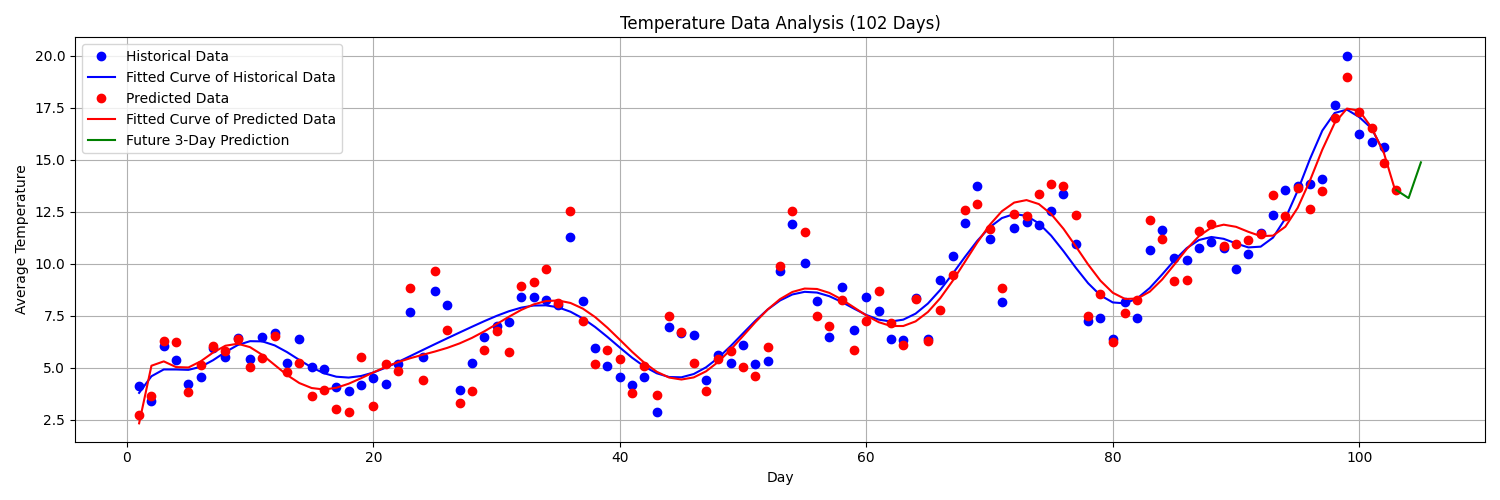 Temperature Data Analysis (102 Days)
Historical Data
Fitted Curve of Historical Data
Predicted Data
Fitted Curve of Predicted Data
Future 3-Day Prediction
Average Temperature
20.0
17.5
15.0
12.5
10.0
7.5
5.0
2.5
0 20 40 60 80 100
Day